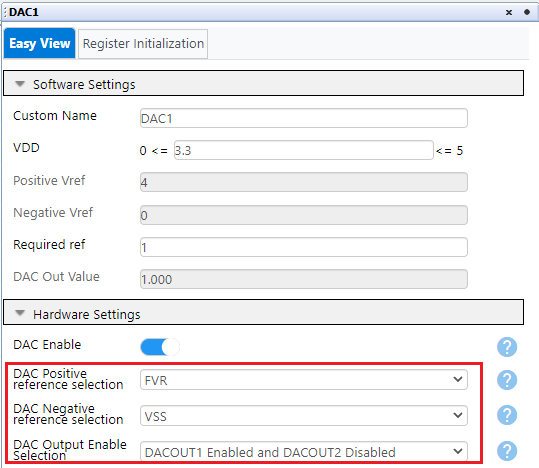 DAC1
Easy View
Register Initialization
Software Settings
Custom Name
DAC1
VDD
0 <=
3.3
<= 5
Positive Vref
4
Negative Vref
0
Required ref
1
DAC Out Value
1.000
Hardware Settings
DAC Enable
?
DAC Positive
reference selection
FVR
?
DAC Negative
reference selection
VSS
?
DAC Output Enable
Selection
DACOUT1 Enabled and DACOUT2 Disabled
?